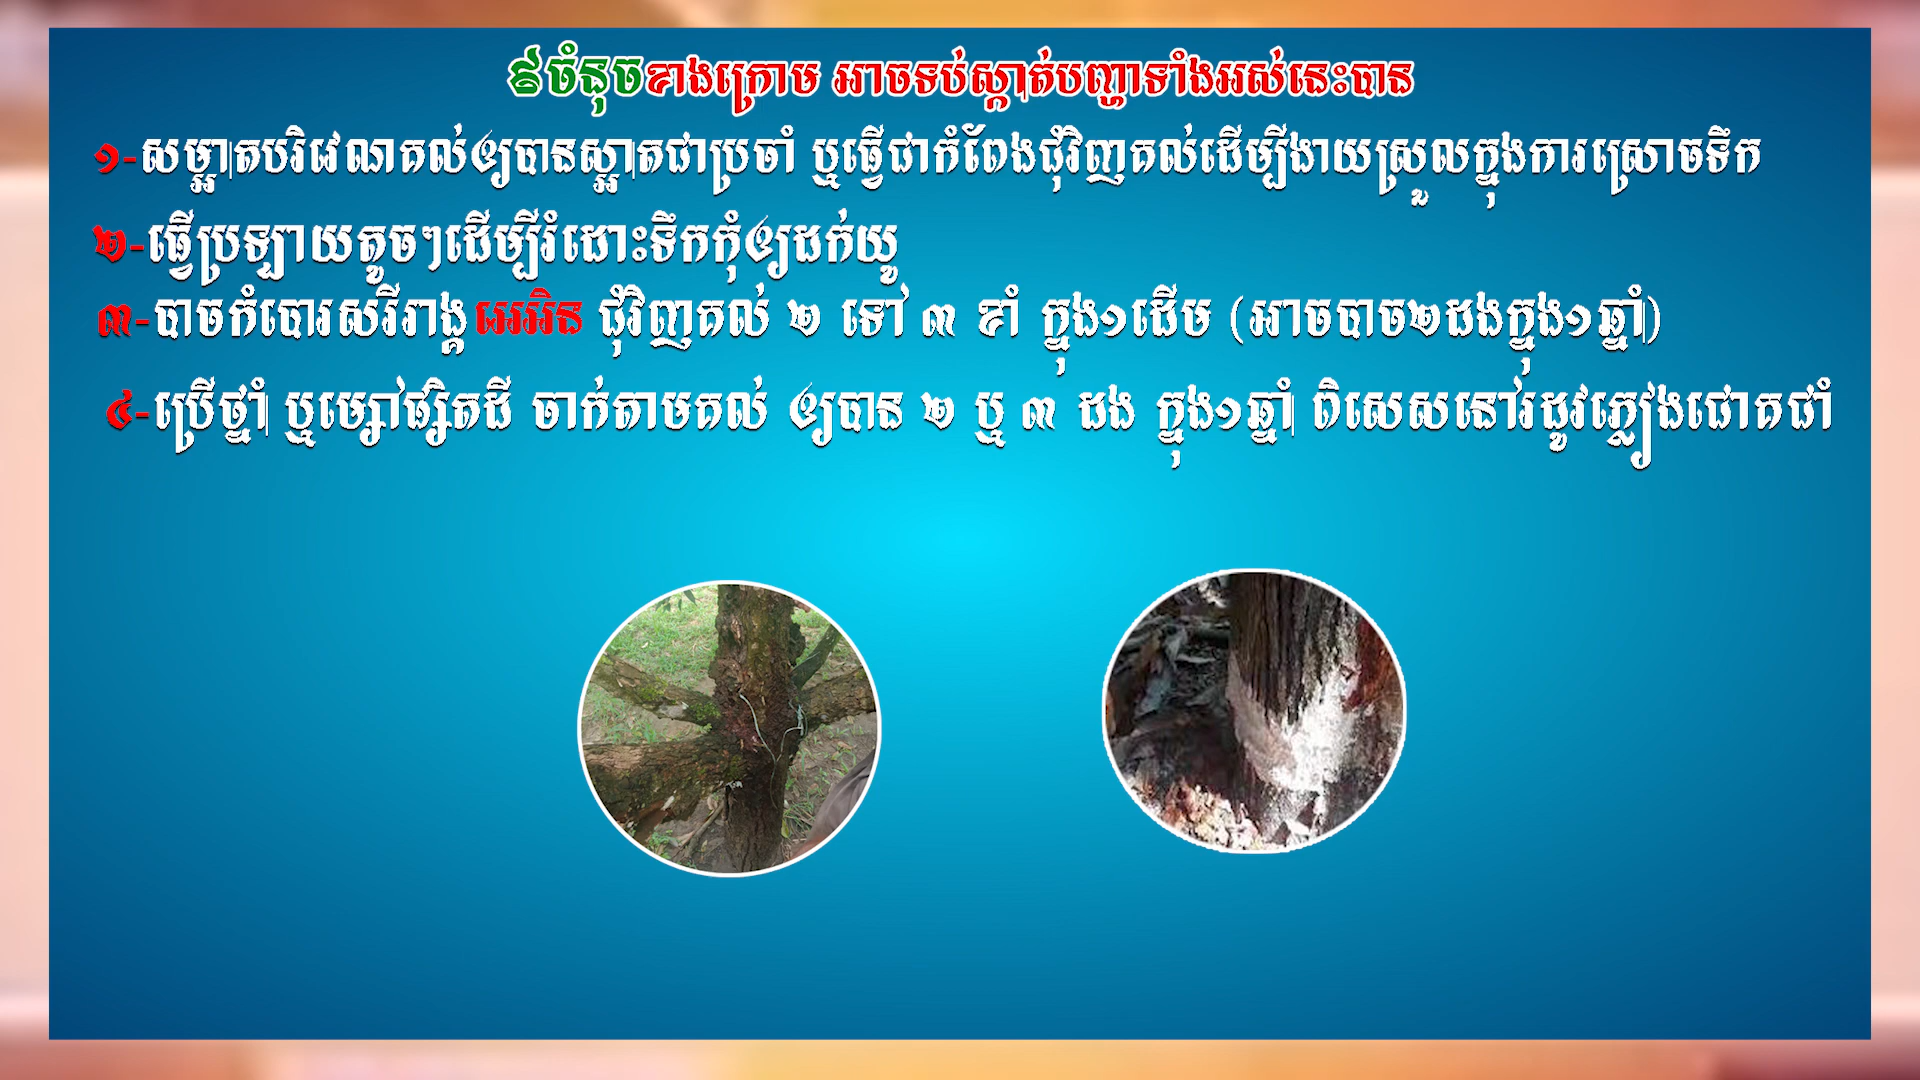 ៩ចំនុចខាងក្រោម អាចទប់ស្កាត់បញ្ហាទាំងអស់នេះបាន
១-សម្អាតបរិវេណគល់ឲ្យបានស្អាតជាប្រចាំ ឬធ្វើជាកំពែងជុំវិញគល់ដើម្បីងាយស្រួលក្នុងការស្រោចទឹក
២-ធ្វើប្រឡាយតូចៗដើម្បីរំដោះទឹកកុំឲ្យដក់យូ
៣-បាចកំបោរសរីរាង្គអេអរិន ជុំវិញគល់ ២ ទៅ ៣ ខាំ ក្នុង១ដើម (អាចបាច២ដងក្នុង១ឆ្នាំ)
៤-ប្រើថ្នាំ ឬម្សៅផ្សិតដី ចាក់តាមគល់ ឲ្យបាន ២ ឬ ៣ ដង ក្នុង១ឆ្នាំ ពិសេសនៅរដូវភ្លៀងជោគជាំ